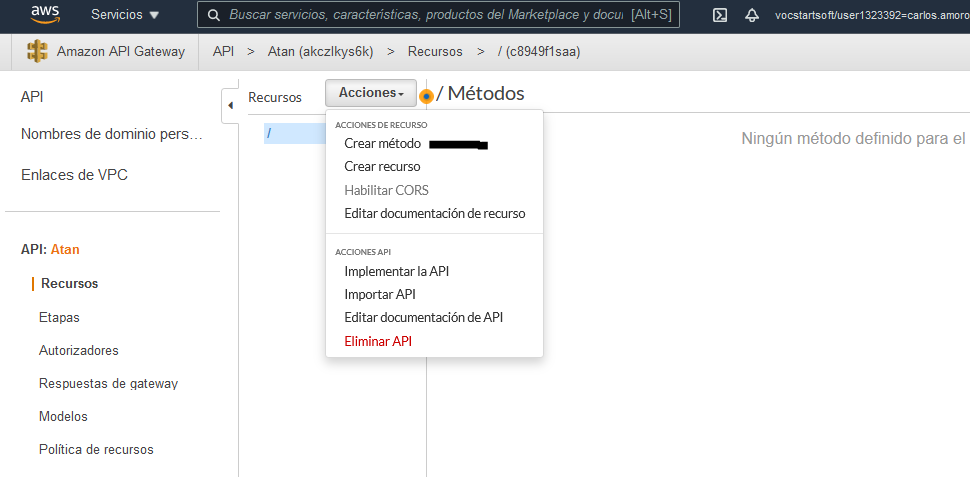 aws Servicios Buscar servicios, características, productos del Marketplace y docu [Alt+S] vocstartsoft/user1323392=carlos.amoro
Amazon API Gateway API > Atan (akczlkys6k) > Recursos > / (c8949f1saa)
API
Nombres de dominio pers...
Enlaces de VPC
API: Atan
Recursos
Etapas
Autorizadores
Respuestas de gateway
Modelos
Política de recursos
Recursos
/
Acciones
ACCIONES DE RECURSO
Crear método
Crear recurso
Habilitar CORS
Editar documentación de recurso
ACCIONES API
Implementar la API
Importar API
Editar documentación de API
Eliminar API
/ Métodos
Ningún método definido para el